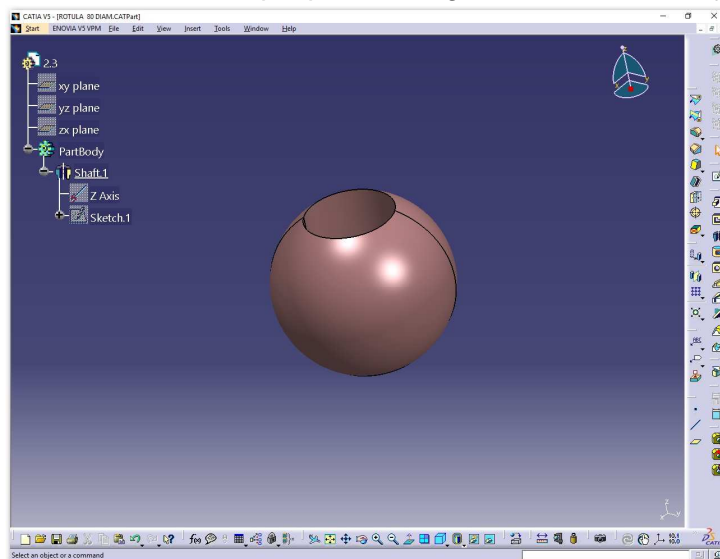 CATIA V5 - [ROTULA 80 DIAM.CATPart]
Start ENOVIA V5 VPM File Edit View Insert Tools Window Help
2.3
xy plane
yz plane
zx plane
PartBody
Shaft.1
Z Axis
Sketch.1
Select an object or a command